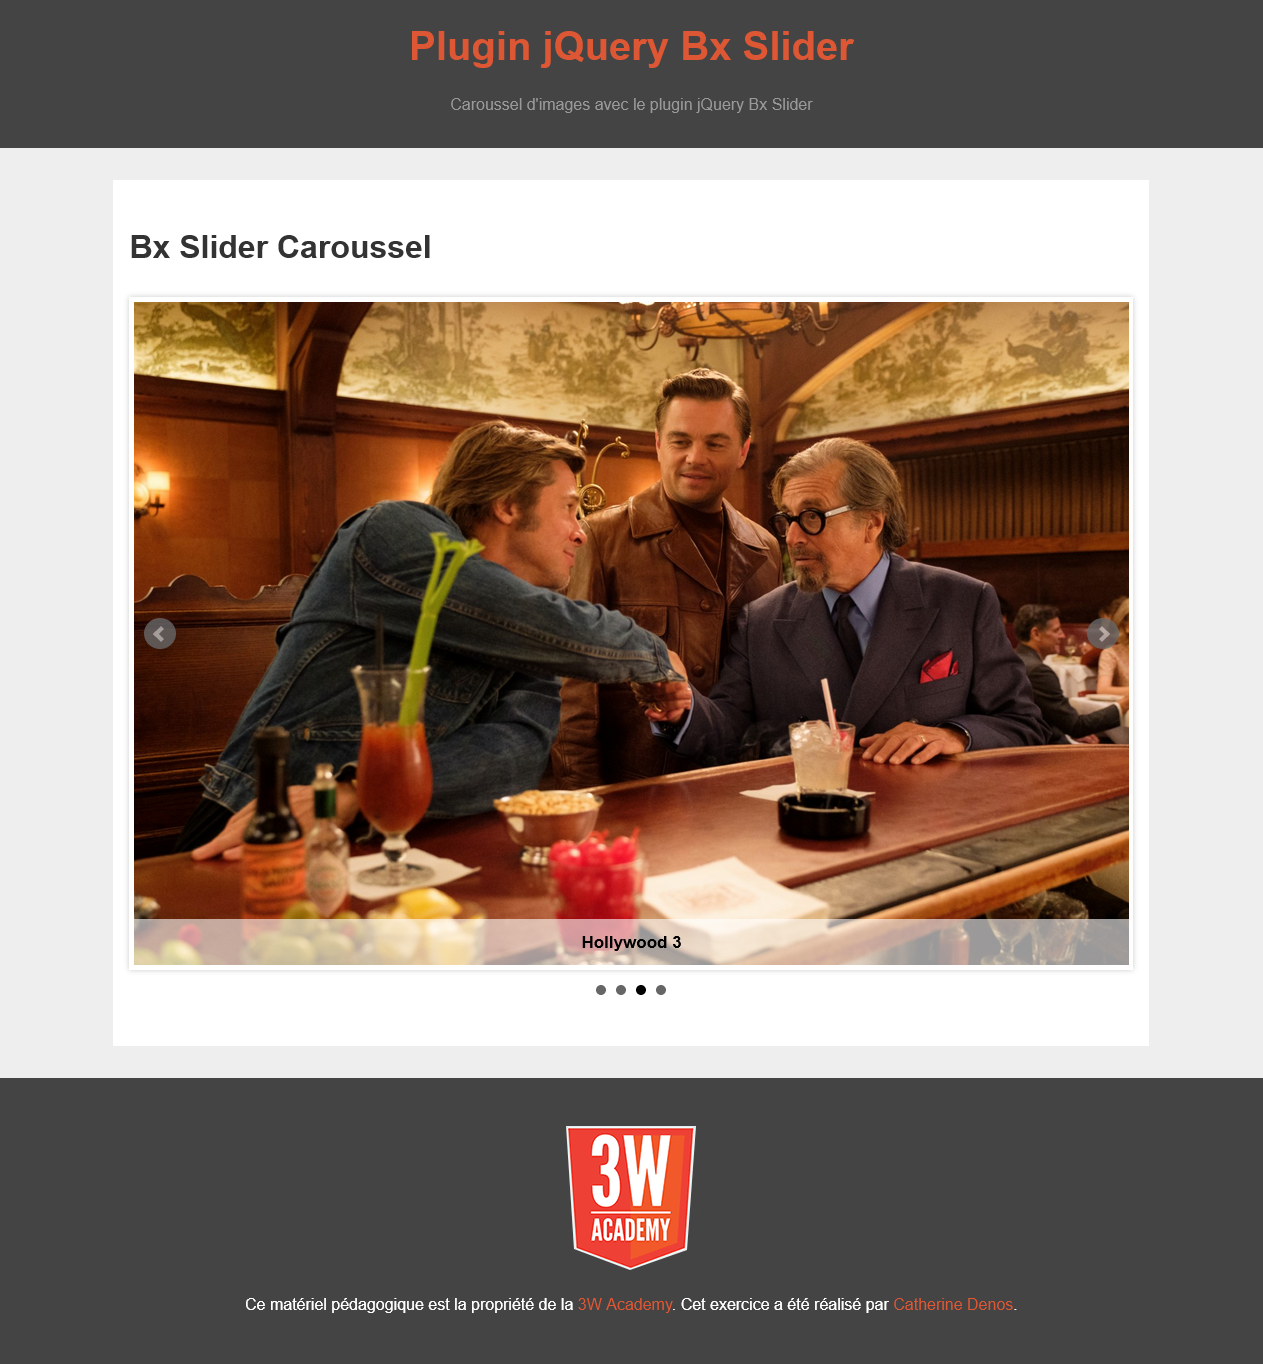 Plugin jQuery Bx Slider
Caroussel d'images avec le plugin jQuery Bx Slider
Bx Slider Caroussel
Hollywood 3
3W
ACADEMY
Ce matériel pédagogique est la propriété de la 3W Academy. Cet exercice a été réalisé par Catherine Denos.